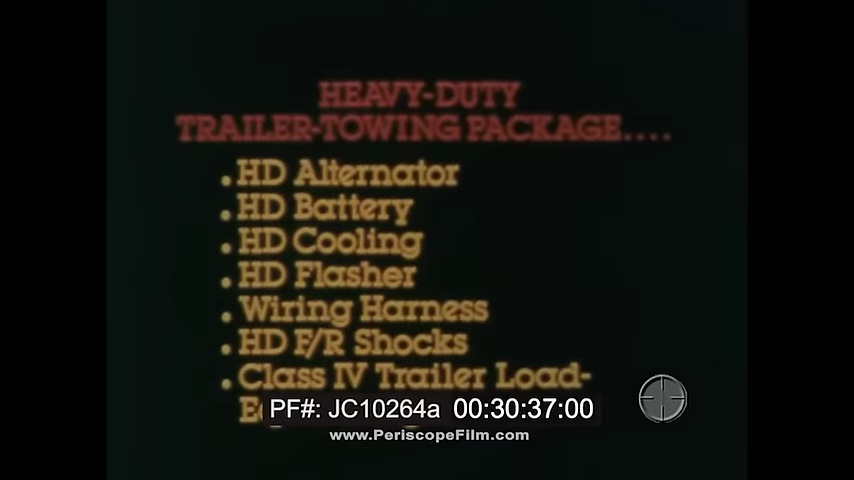 HEAVY-DUTY
TRAILER-TOWING PACKAGE....
. HD Alternator
. HD Battery
. HD Cooling
. HD Flasher
. Wiring Harness
. HD F/R Shocks
. Class IV Trailer Load-
PF#: JC10264a 00:30:37:00
www.PeriscopeFilm.com